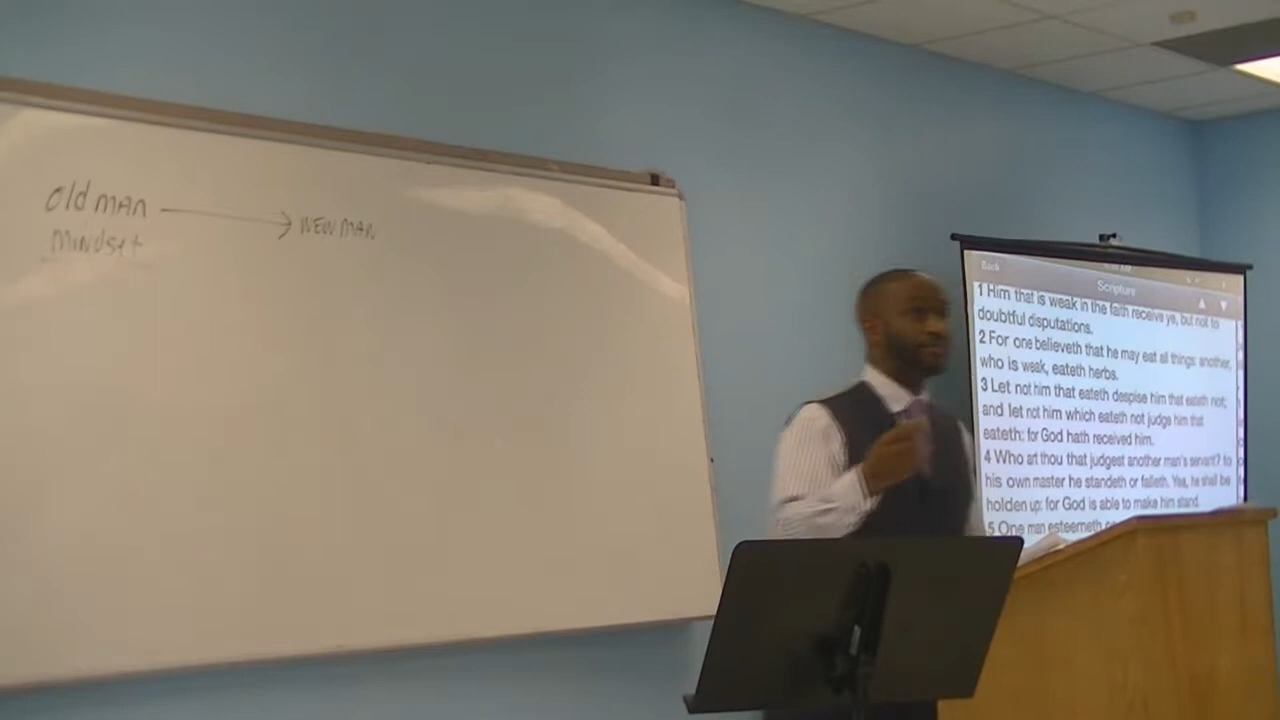 Old MAN NEW MAN
Mindset
Back
Scripture
1 Him that is weak in the faith receive ye, but not to
doubtful disputations.
2 For one believeth that he may eat all things: another,
who is weak, eateth herbs.
3 Let not him that eateth despise him that eateth not;
and let not him which eateth not judge him that
eateth: for God hath received him.
4 Who art thou that judgest another man's servant? to
his own master he standeth or falleth. Yea, he shall be
holden up: for God is able to make him stand.
5 One man esteemeth